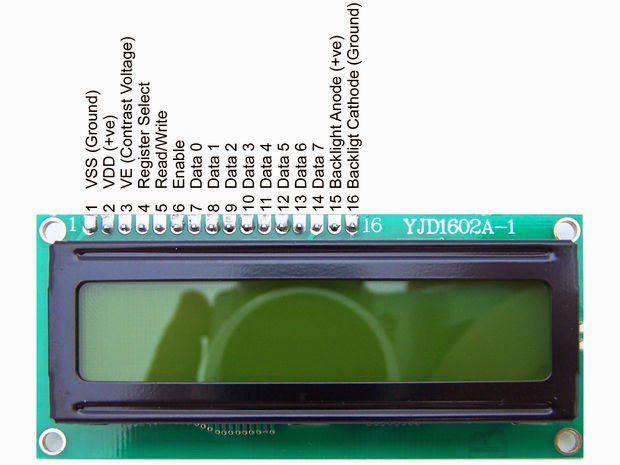 1 VSS (Ground)
2 VDD (+ve)
3 VE (Contrast Voltage)
4 Register Select
5 Read/Write
6 Enable
7 Data 0
8 Data 1
9 Data 2
10 Data 3
11 Data 4
12 Data 5
13 Data 6
14 Data 7
15 Backlight Anode (+ve)
16 Backligt Cathode (Ground)
1
16
YJD1602A-1
B